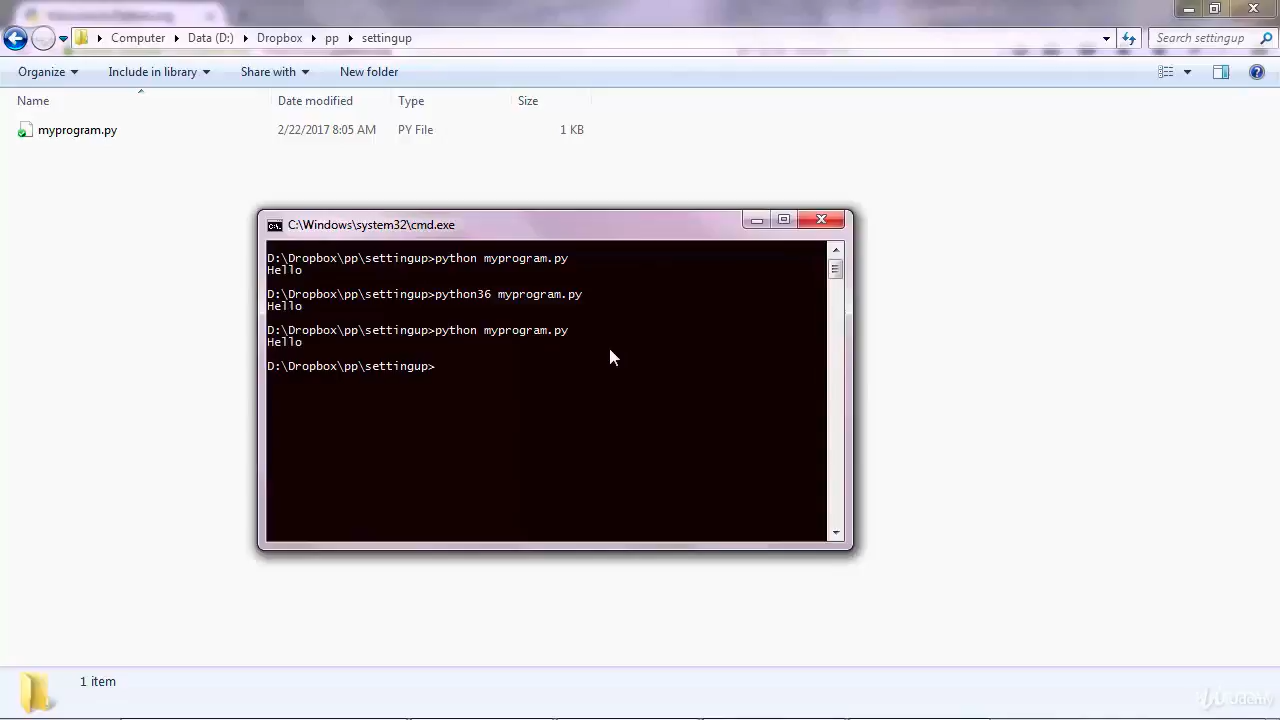 Computer Data (D:) Dropbox pp settingup
Search settingup
Organize Include in library Share with New folder
Name Date modified Type Size
myprogram.py 2/22/2017 8:05 AM PY File 1 KB
C:\Windows\system32\cmd.exe
D:\Dropbox\pp\settingup>python myprogram.py
Hello
D:\Dropbox\pp\settingup>python36 myprogram.py
Hello
D:\Dropbox\pp\settingup>python myprogram.py
Hello
D:\Dropbox\pp\settingup>
1 item
Udemy